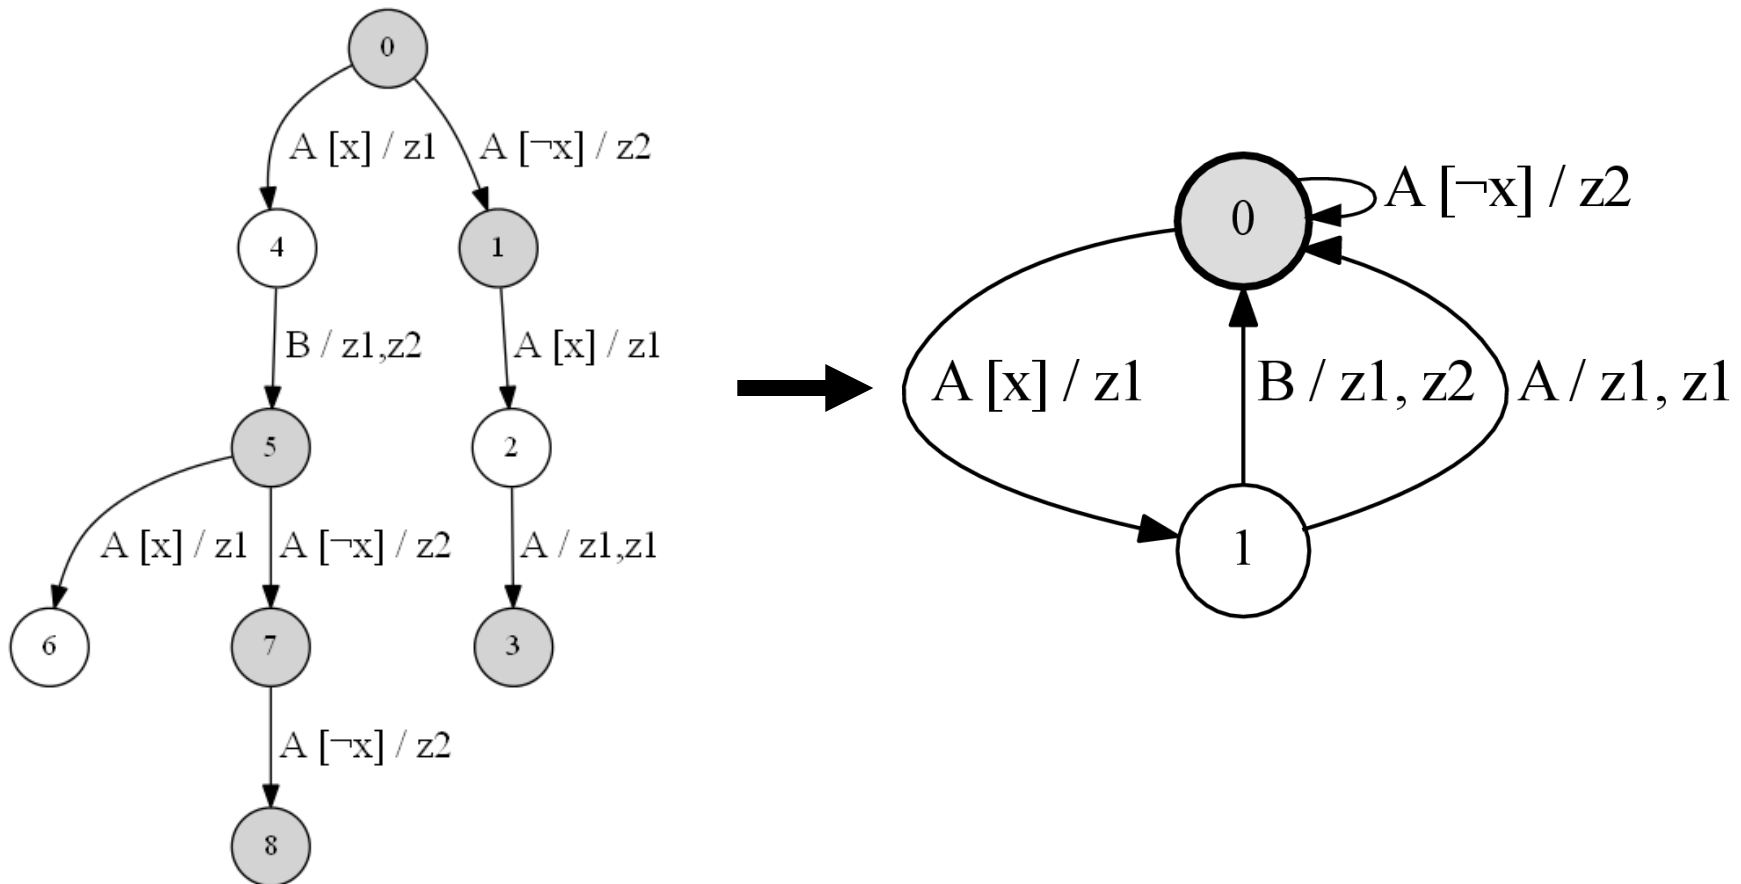 0
A [x] / z1
A [¬x] / z2
4
1
B / z1,z2
A [x] / z1
5
2
A [x] / z1
A [¬x] / z2
A / z1,z1
6
7
3
A [¬x] / z2
8
A [¬x] / z2
0
A [x] / z1
B / z1, z2
A / z1, z1
1